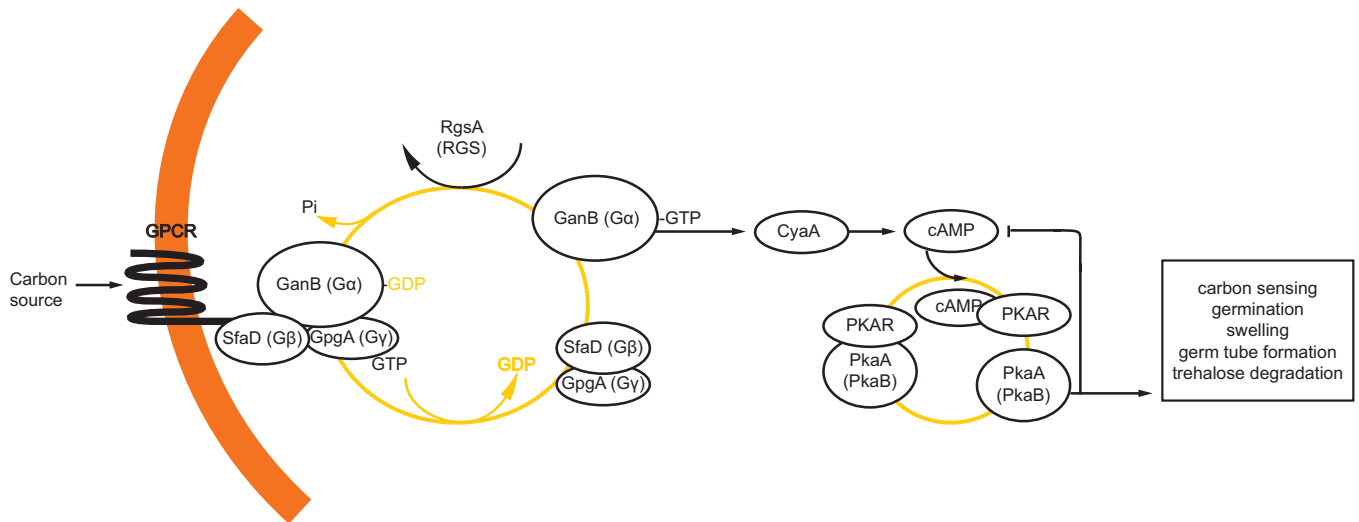 Carbon
source
GPCR
SfaD (Gβ)
GanB (Gα)
-GDP
GpgA (Gγ)
Pi
RgsA
(RGS)
GTP
GDP
GanB (Gα)
-GTP
SfaD (Gβ)
GpgA (Gγ)
CyaA
cAMP
cAMP
PKAR
PKAR
PkaA
(PkaB)
PkaA
(PkaB)
carbon sensing
germination
swelling
germ tube formation
trehalose degradation